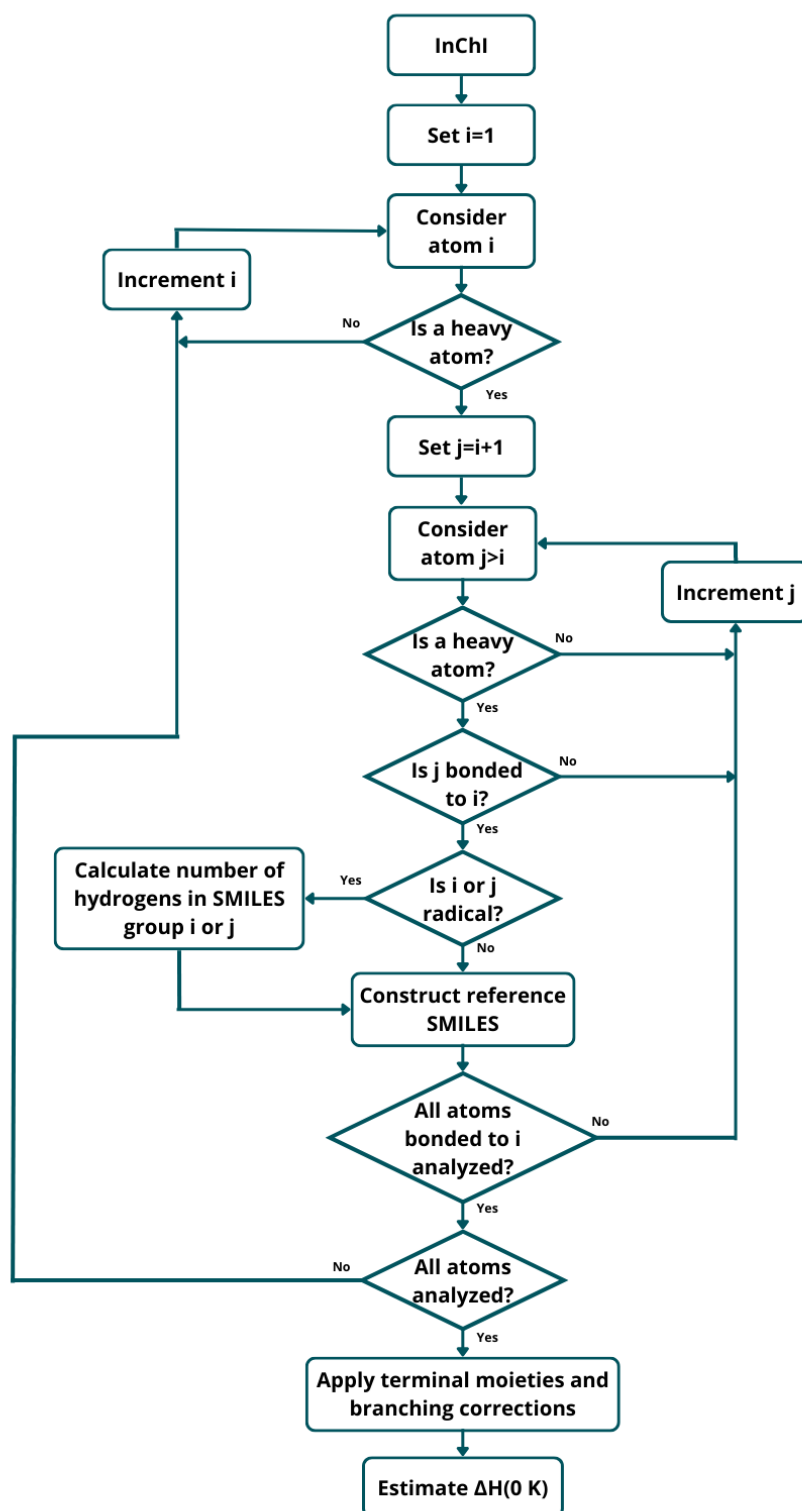 InChI
Set i=1
Consider
atom i
Increment i
No
Is a heavy
atom?
Yes
Set j=i+1
Consider
atom j>i
Increment j
Is a heavy
atom?
No
Yes
Is j bonded
to i?
No
Yes
Calculate number of
hydrogens in SMILES
group i or j
Yes
Is i or j
radical?
No
Construct reference
SMILES
All atoms
bonded to i
analyzed?
No
Yes
No
All atoms
analyzed?
Yes
Apply terminal moieties and
branching corrections
Estimate ΔH(0 K)